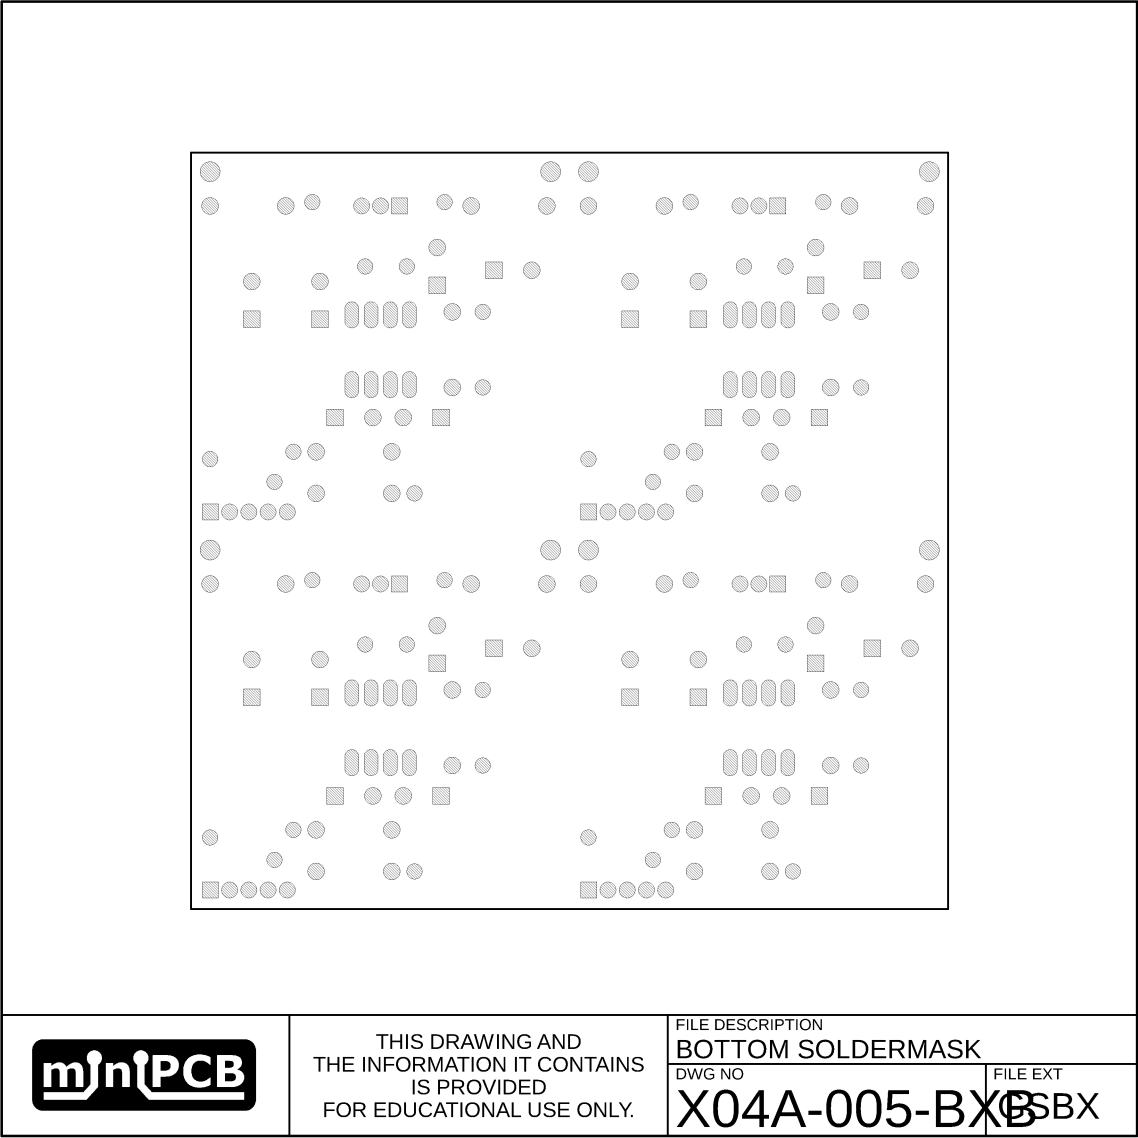 miniPCB
THIS DRAWING AND
THE INFORMATION IT CONTAINS
IS PROVIDED
FOR EDUCATIONAL USE ONLY.
FILE DESCRIPTION
BOTTOM SOLDERMASK
DWG NO
X04A-005-BXB
FILE EXT
GSBX